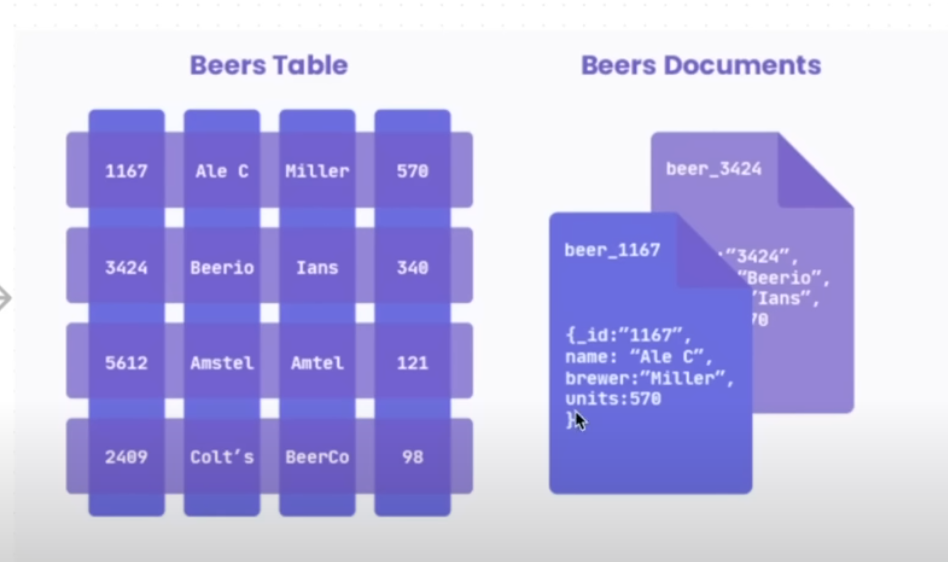 Beers Table
1167 Ale C Miller 570
3424 Beerio Ians 340
5612 Amstel Amtel 121
2409 Colt’s BeerCo 98
Beers Documents
beer_3424
:”3424”,
“Beerio”,
”Ians”,
70
beer_1167
{_id:”1167”,
name: “Ale C”,
brewer:”Miller”,
units:570
}